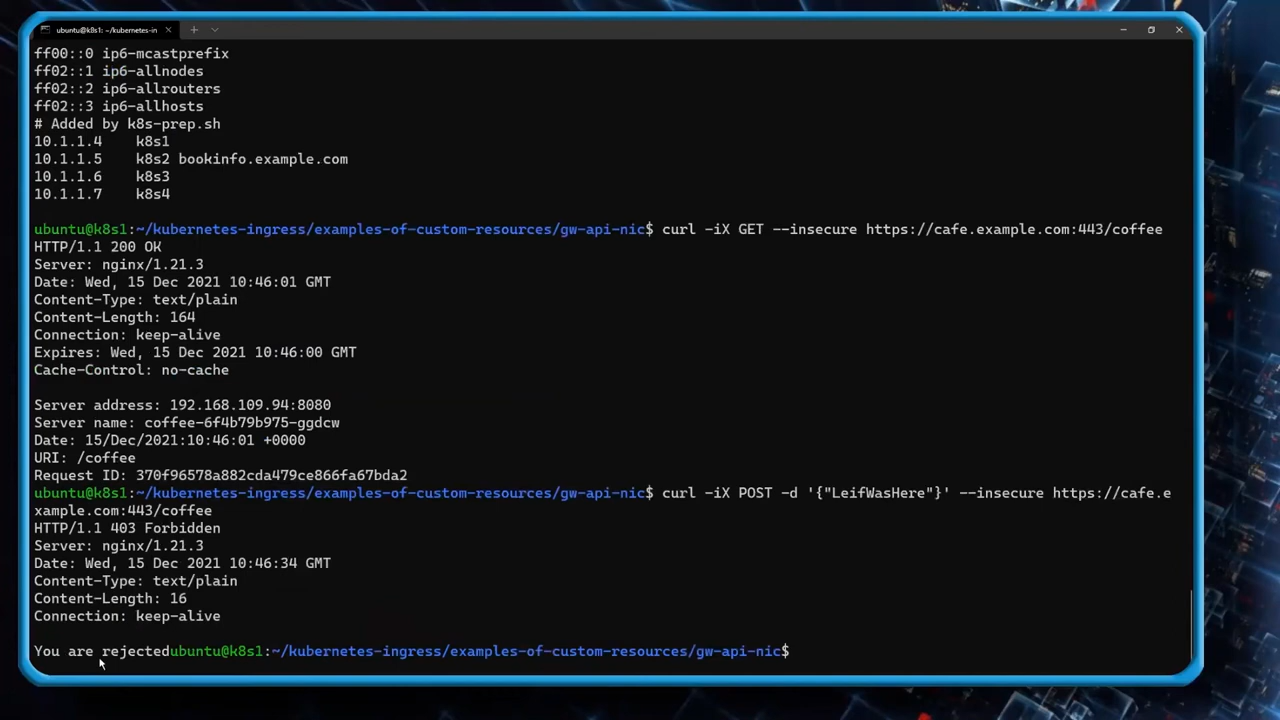 ubuntu@k8s1: ~/kubernetes-in
ff00::0 ip6-mcastprefix
ff02::1 ip6-allnodes
ff02::2 ip6-allrouters
ff02::3 ip6-allhosts
# Added by k8s-prep.sh
10.1.1.4    k8s1
10.1.1.5    k8s2 bookinfo.example.com
10.1.1.6    k8s3
10.1.1.7    k8s4
ubuntu@k8s1:~/kubernetes-ingress/examples-of-custom-resources/gw-api-nic$ curl -iX GET --insecure https://cafe.example.com:443/coffee
HTTP/1.1 200 OK
Server: nginx/1.21.3
Date: Wed, 15 Dec 2021 10:46:01 GMT
Content-Type: text/plain
Content-Length: 164
Connection: keep-alive
Expires: Wed, 15 Dec 2021 10:46:00 GMT
Cache-Control: no-cache
Server address: 192.168.109.94:8080
Server name: coffee-6f4b79b975-ggdcw
Date: 15/Dec/2021:10:46:01 +0000
URI: /coffee
Request ID: 370f96578a882cda479ce866fa67bda2
ubuntu@k8s1:~/kubernetes-ingress/examples-of-custom-resources/gw-api-nic$ curl -iX POST -d '{"LeifWasHere"}' --insecure https://cafe.e
xample.com:443/coffee
HTTP/1.1 403 Forbidden
Server: nginx/1.21.3
Date: Wed, 15 Dec 2021 10:46:34 GMT
Content-Type: text/plain
Content-Length: 16
Connection: keep-alive
You are rejectedubuntu@k8s1:~/kubernetes-ingress/examples-of-custom-resources/gw-api-nic$